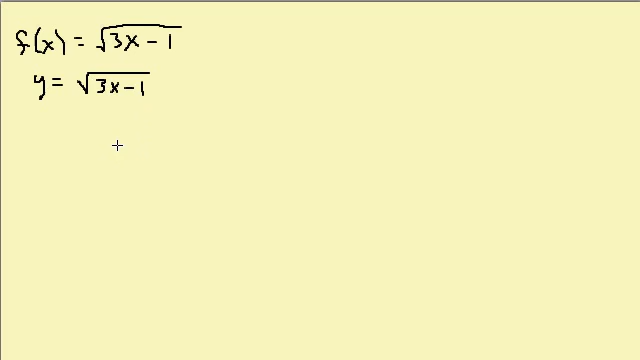 f(x) = √(3x − 1)
y = √(3x − 1)